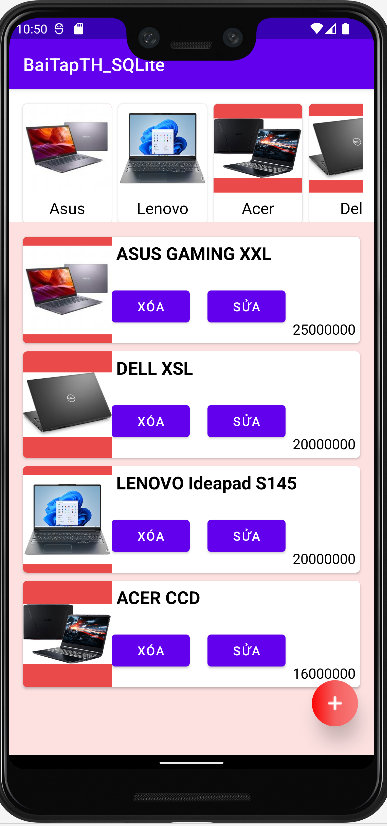 10:50
BaiTapTH_SQLite
Asus
Lenovo
Acer
Del
ASUS GAMING XXL
XÓA
SỬA
25000000
DELL XSL
XÓA
SỬA
20000000
LENOVO Ideapad S145
XÓA
SỬA
20000000
ACER CCD
XÓA
SỬA
16000000
+